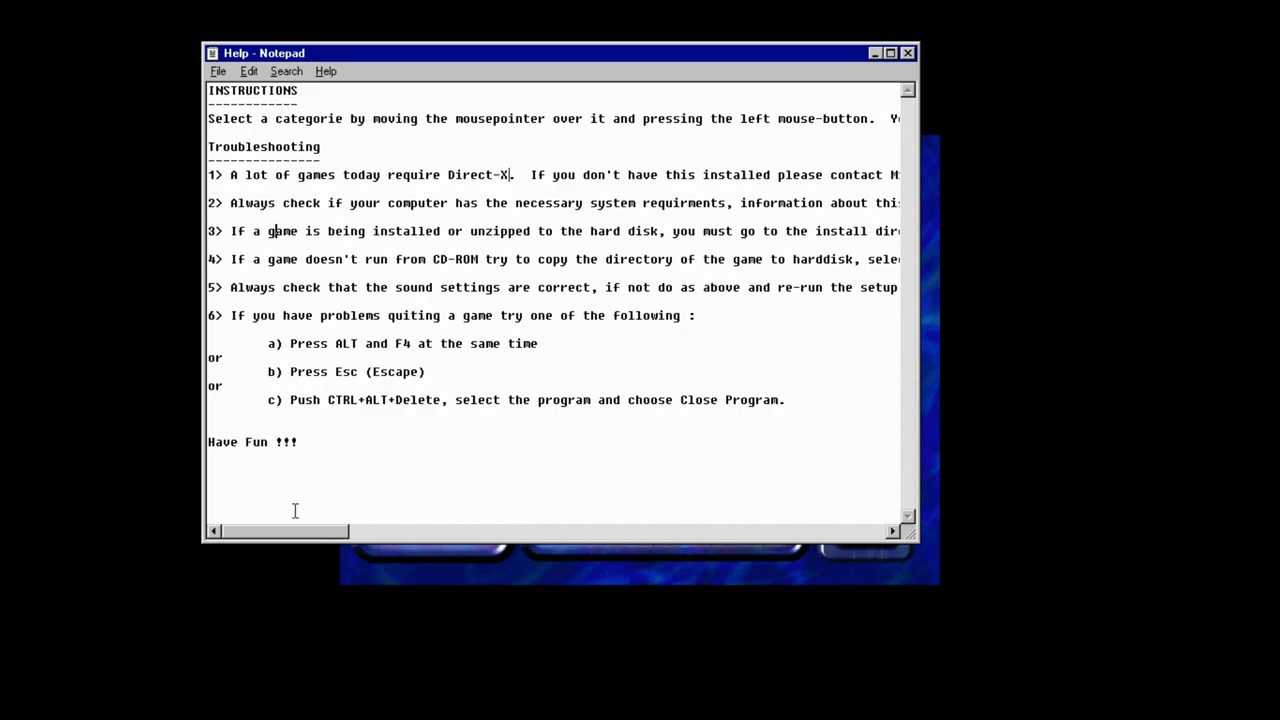 Help - Notepad
File Edit Search Help
INSTRUCTIONS
------------
Select a categorie by moving the mousepointer over it and pressing the left mouse-button. Y
Troubleshooting
---------------
1> A lot of games today require Direct-X. If you don't have this installed please contact M
2> Always check if your computer has the necessary system requirments, information about this
3> If a game is being installed or unzipped to the hard disk, you must go to the install dir
4> If a game doesn't run from CD-ROM try to copy the directory of the game to harddisk, sele
5> Always check that the sound settings are correct, if not do as above and re-run the setup
6> If you have problems quiting a game try one of the following :
a) Press ALT and F4 at the same time
or
b) Press Esc (Escape)
or
c) Push CTRL+ALT+Delete, select the program and choose Close Program.
Have Fun !!!